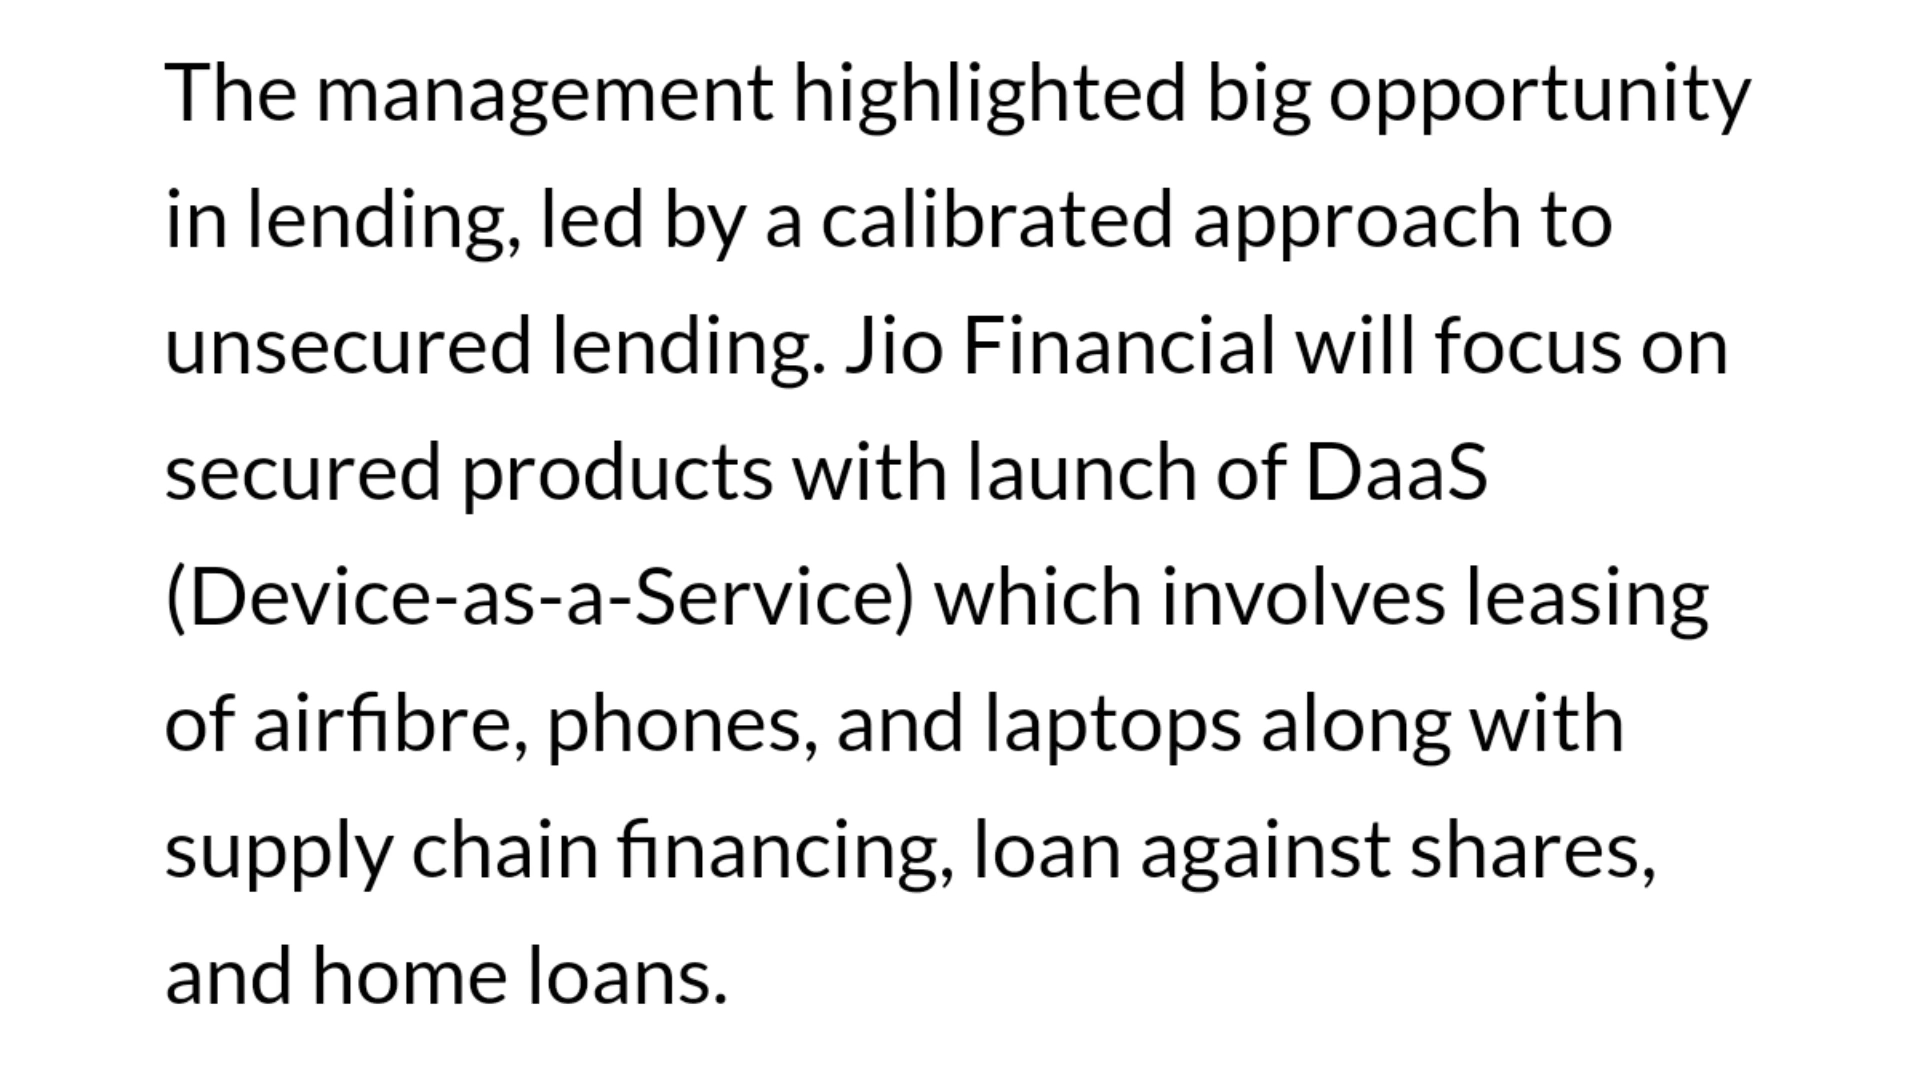 The management highlighted big opportunity
in lending, led by a calibrated approach to
unsecured lending. Jio Financial will focus on
secured products with launch of DaaS
(Device-as-a-Service) which involves leasing
of airfibre, phones, and laptops along with
supply chain financing, loan against shares,
and home loans.